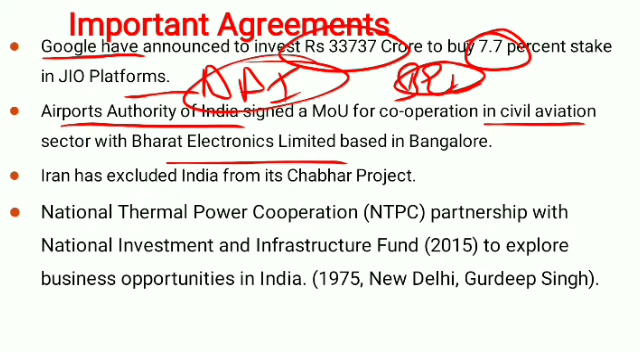 Important Agreements
Google have announced to invest Rs 33737 Crore to buy 7.7 percent stake
in JIO Platforms.
AAI
Airports Authority of India signed a MoU for co-operation in civil aviation
sector with Bharat Electronics Limited based in Bangalore.
Iran has excluded India from its Chabhar Project.
National Thermal Power Cooperation (NTPC) partnership with
National Investment and Infrastructure Fund (2015) to explore
business opportunities in India. (1975, New Delhi, Gurdeep Singh).